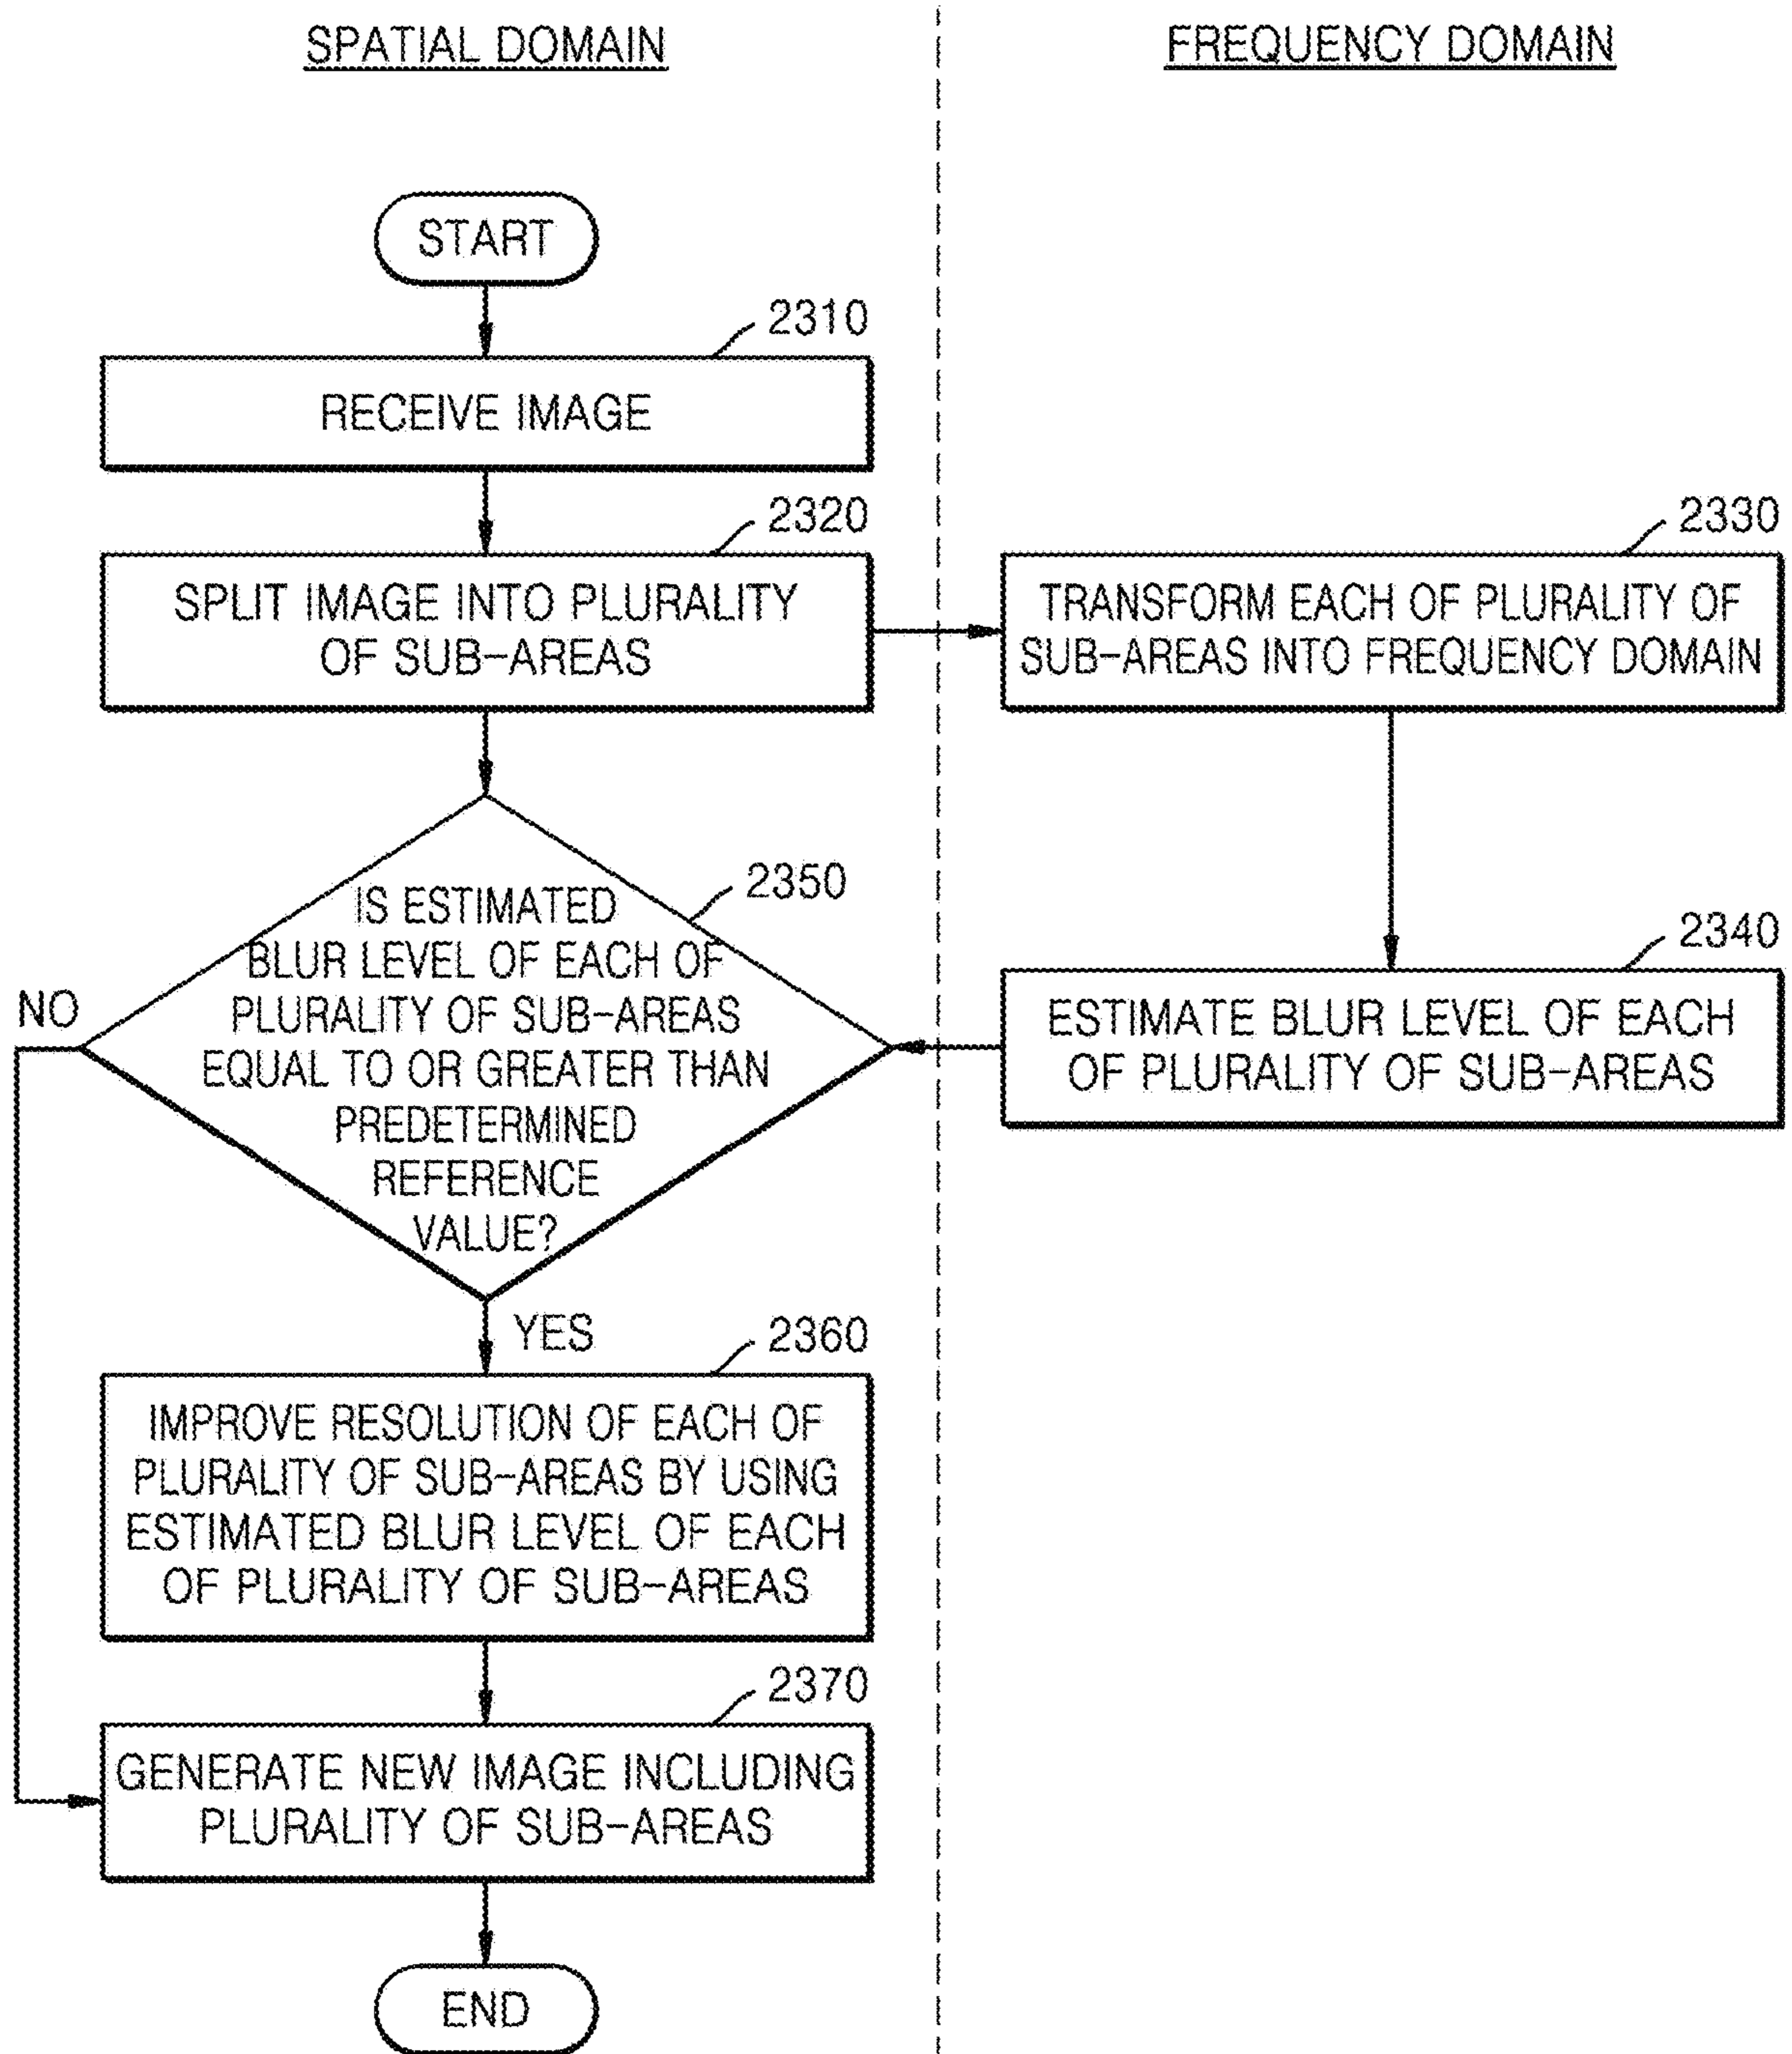 SPATIAL DOMAIN
FREQUENCY DOMAIN
START
2310
RECEIVE IMAGE
2320
SPLIT IMAGE INTO PLURALITY
OF SUB-AREAS
2330
TRANSFORM EACH OF PLURALITY OF
SUB-AREAS INTO FREQUENCY DOMAIN
2340
ESTIMATE BLUR LEVEL OF EACH
OF PLURALITY OF SUB-AREAS
2350
IS ESTIMATED
BLUR LEVEL OF EACH OF
PLURALITY OF SUB-AREAS
EQUAL TO OR GREATER THAN
PREDETERMINED
REFERENCE
VALUE?
NO
YES
2360
IMPROVE RESOLUTION OF EACH OF
PLURALITY OF SUB-AREAS BY USING
ESTIMATED BLUR LEVEL OF EACH
OF PLURALITY OF SUB-AREAS
2370
GENERATE NEW IMAGE INCLUDING
PLURALITY OF SUB-AREAS
END